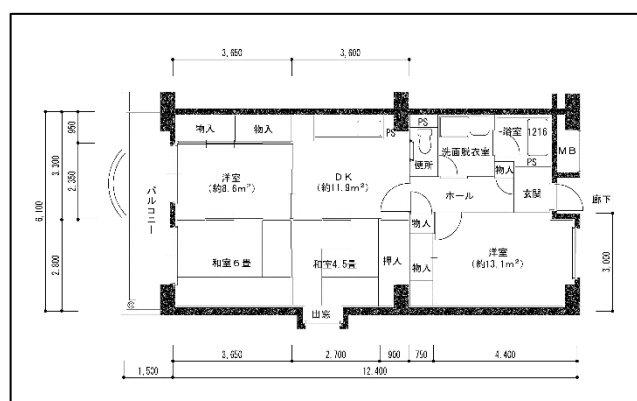 3,650
3,600
PS
物入
物入
PS
浴室
1216
950
洗面脱衣室
MB
便所
PS
3,300
洋室
DK
物入
2,350
(約8.6m²)
(約11.9m²)
ホール
玄関
バルコニー
廊下
6,100
物入
洋室
和室6畳
和室4.5畳
押入
(約13.1m²)
2,800
物入
3,000
出窓
3,650
2,700
900
750
4,400
1,500
12,400